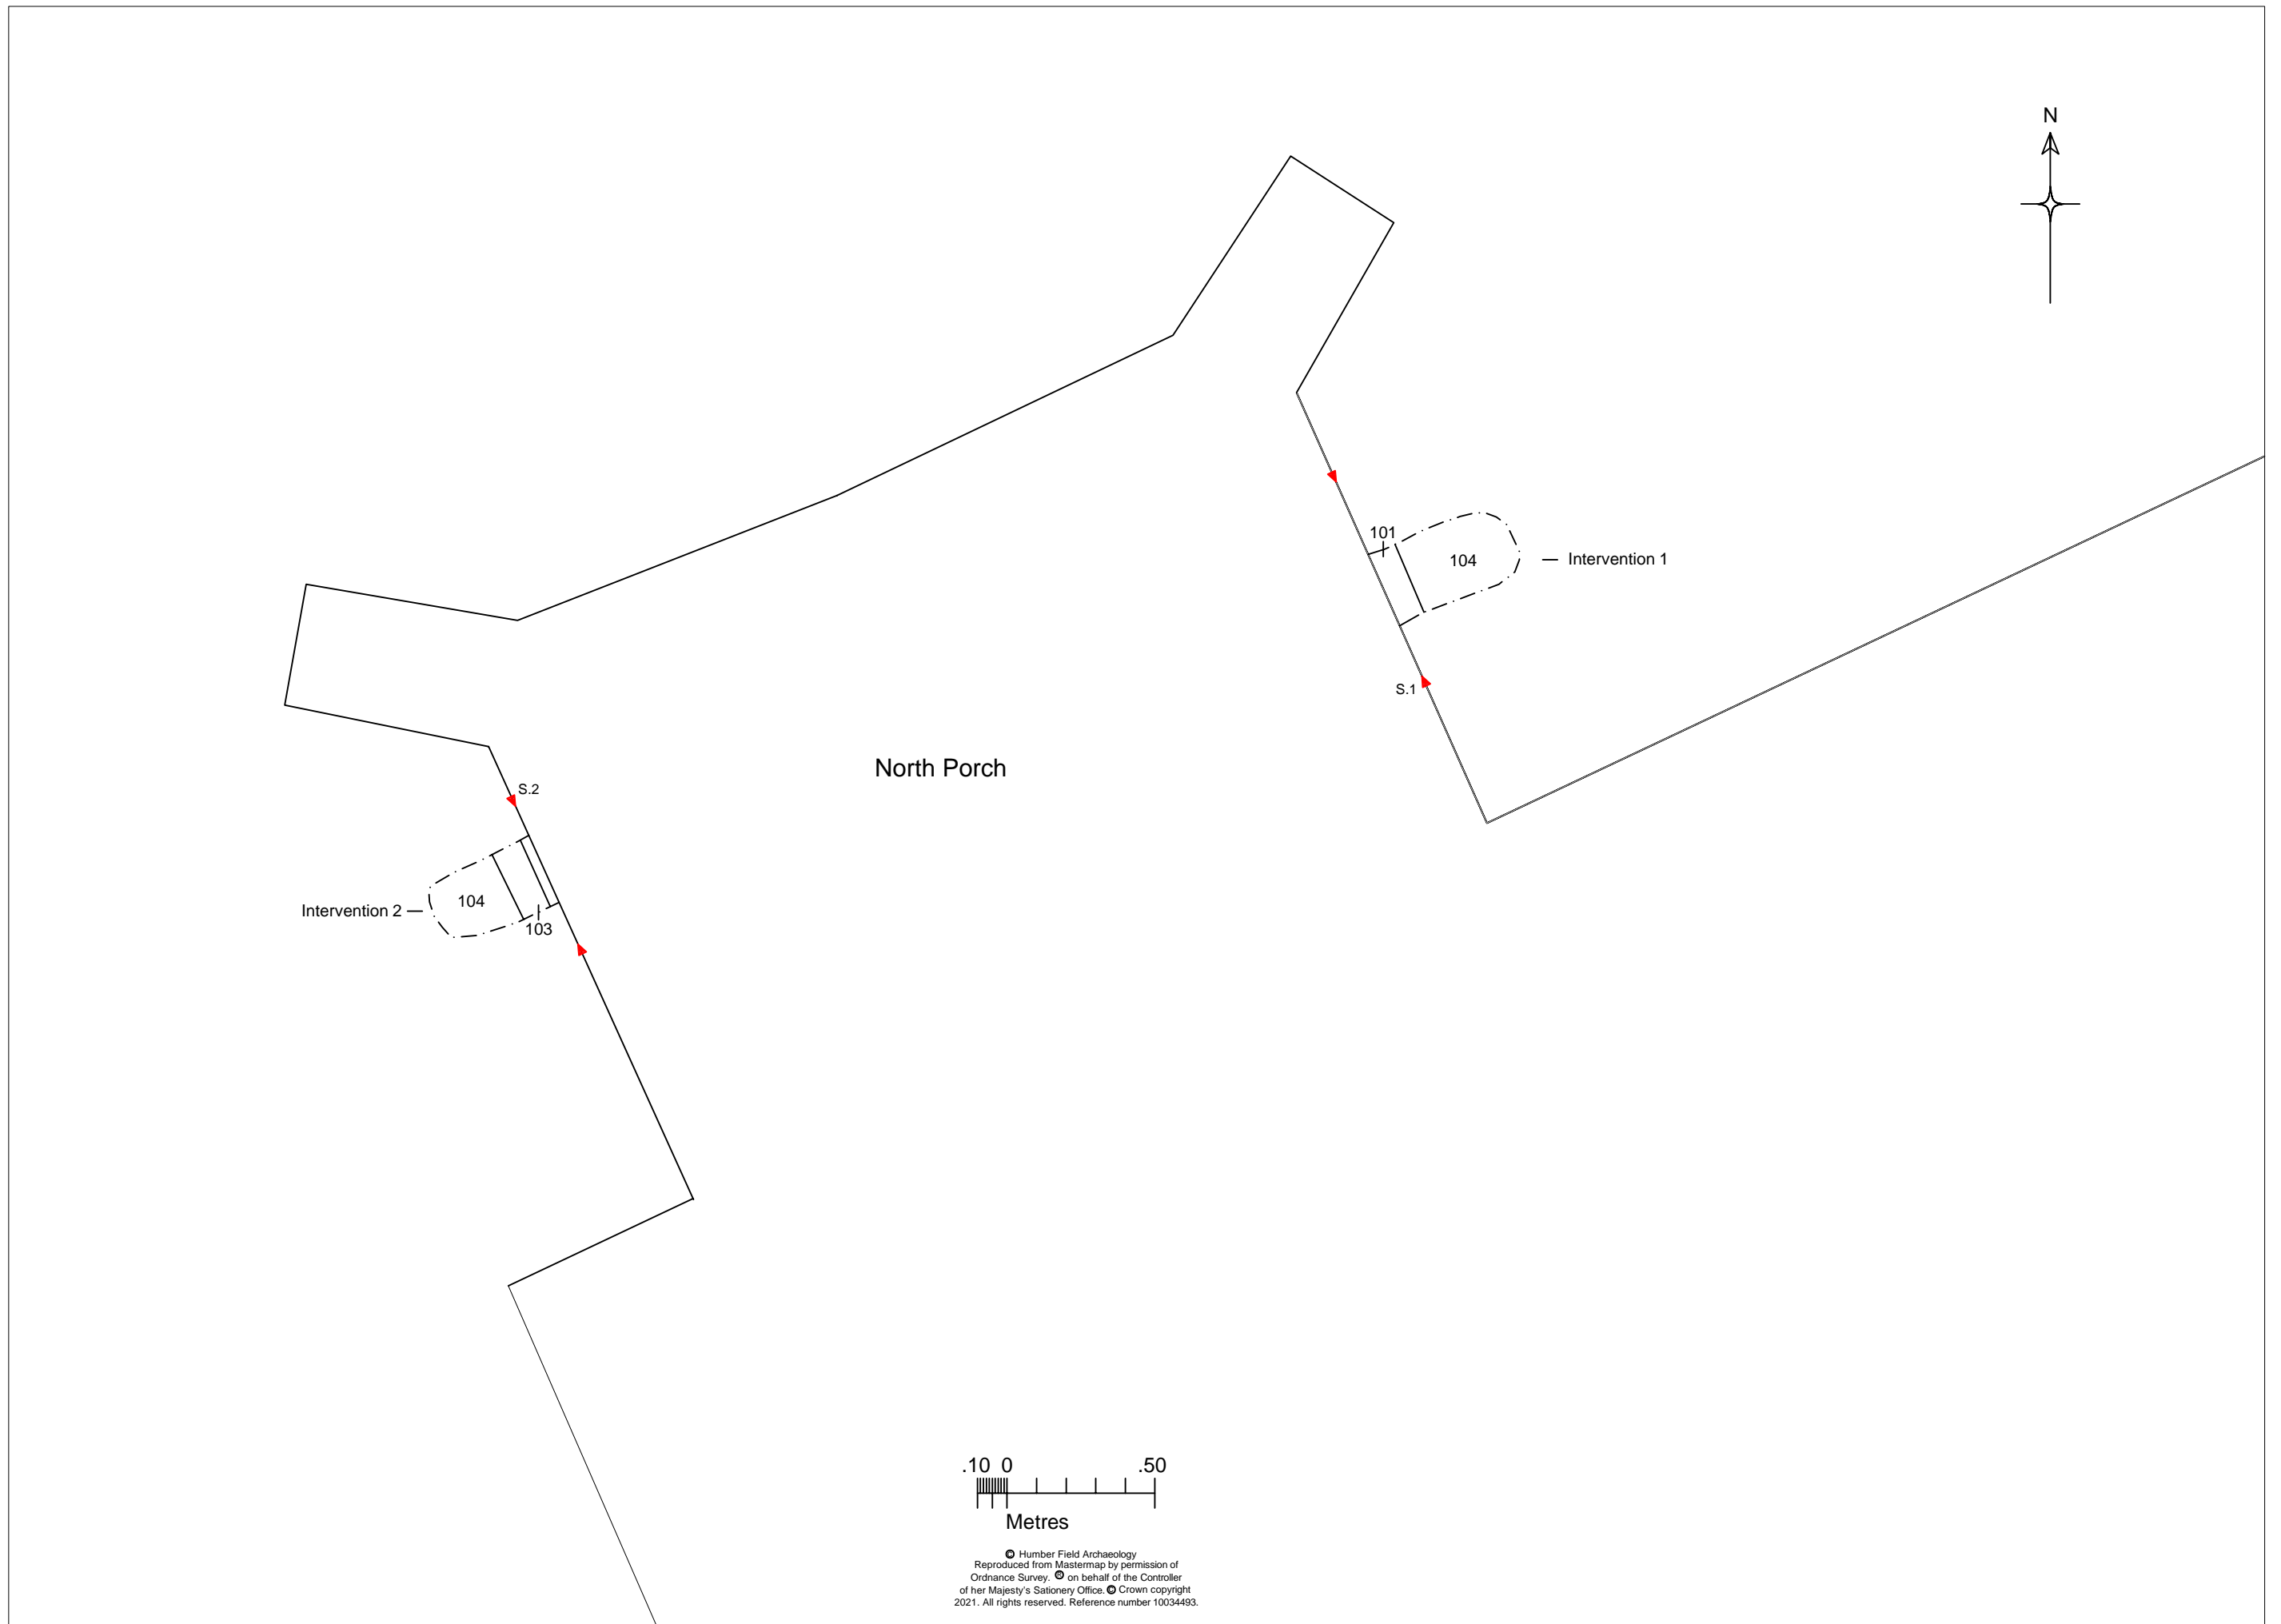 N
101
104
Intervention 1
S.1
North Porch
S.2
104
Intervention 2
103
.10 0 .50
Metres
© Humber Field Archaeology
Reproduced from Mastermap by permission of
Ordnance Survey. ® on behalf of the Controller
of her Majesty's Sationery Office. © Crown copyright
2021. All rights reserved. Reference number 10034493.